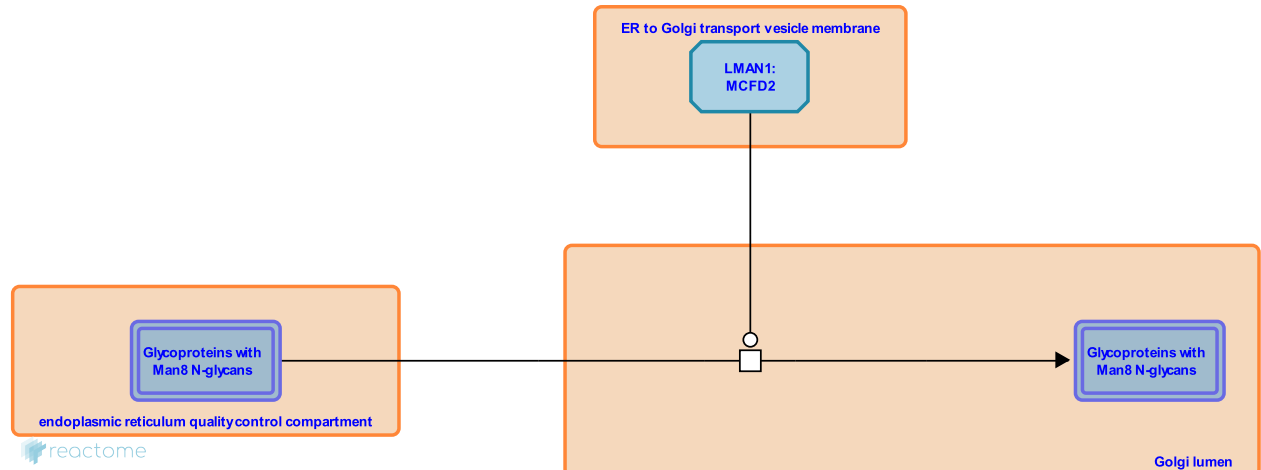 ER to Golgi transport vesicle membrane
LMAN1:
MCFD2
Glycoproteins with
Man8 N-glycans
endoplasmic reticulum quality control compartment
Glycoproteins with
Man8 N-glycans
Golgi lumen
reactome